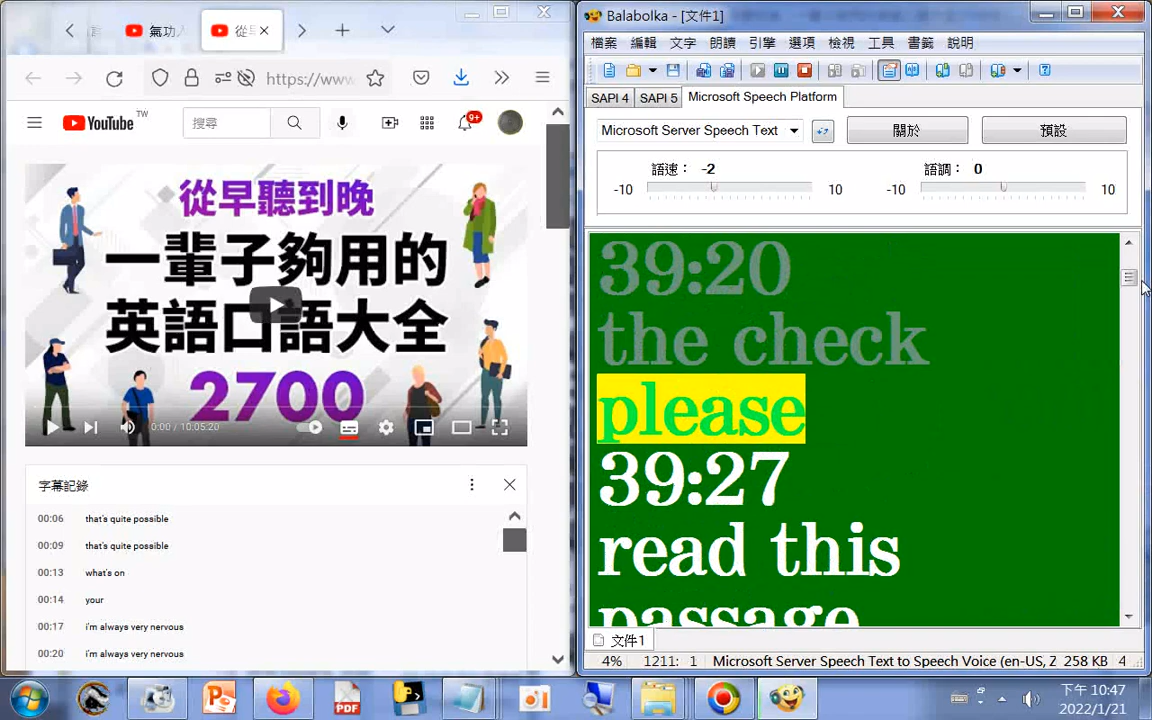 氣功
從早
https://www
YouTube TW
搜尋
9+
從早聽到晚
一輩子夠用的
英語口語大全
2700
0:00 / 10:05:20
字幕記錄
00:06 that's quite possible
00:09 that's quite possible
00:13 what's on
00:14 your
00:17 i'm always very nervous
00:20 i'm always very nervous
Balabolka - [文件1]
檔案 編輯 文字 朗讀 引擎 選項 檢視 工具 書籤 說明
SAPI 4 SAPI 5 Microsoft Speech Platform
Microsoft Server Speech Text 關於 預設
語速： -2 語調： 0
-10 10 -10 10
39:20
the check
please
39:27
read this
passage
文件1
4% 1211: 1 Microsoft Server Speech Text to Speech Voice (en-US, Z 258 KB 4
PDF
下午 10:47
2022/1/21